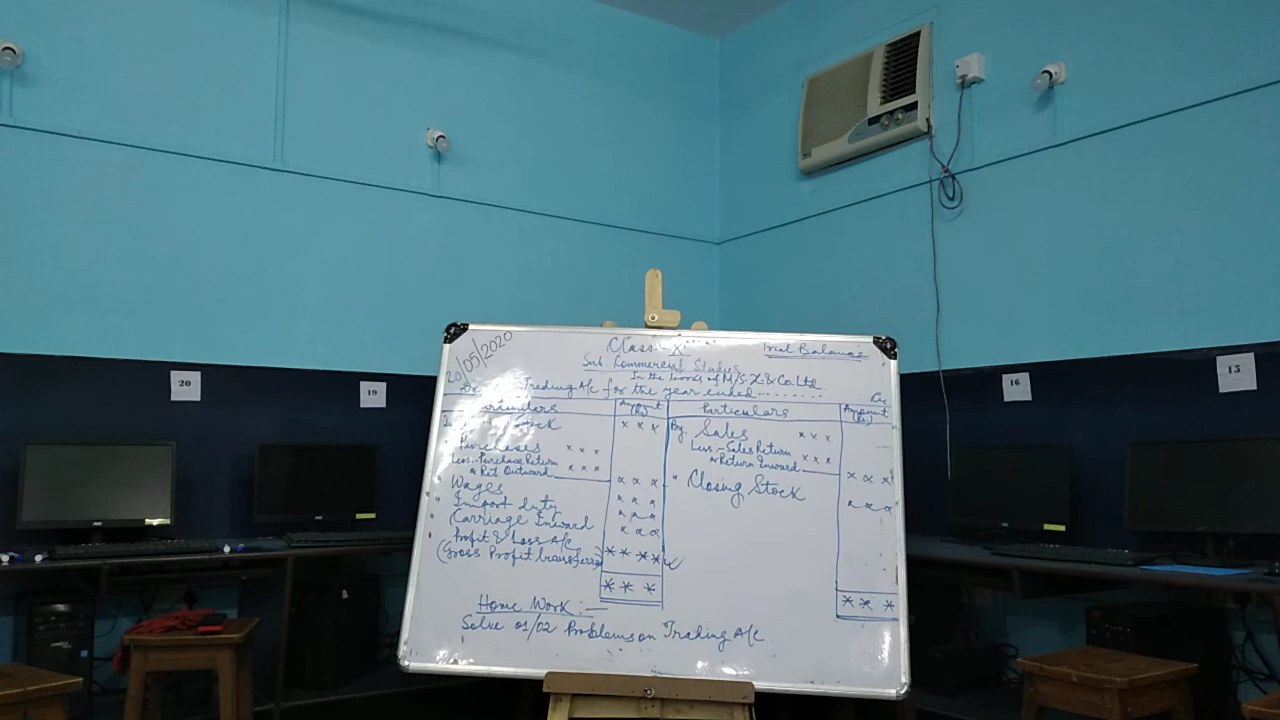 20/05/2020
Class - X
Trial Balance
Sub: Commercial Studies
In the books of M/S. X & Co. Ltd.
Trading A/c for the year ended.........
Particulars
Amount
(Rs)
Particulars
Amount
(Rs)
Stock x x x
By. Sales x x x
" Purchases x x x
Less:- Sales Return
Less:- Purchase Return
& Return Inward x x x
& Ret. Outward x x x
x x x
x x x
Wages x x x
" Closing Stock x x x
" Import duty x x x
" Carriage Inward x x x
Profit & Loss A/c
(Gross Profit transferred) * * * *
* * *
* * *
Home Work :-
Solve 01/02 Problems on Trading A/c
20
19
16
15